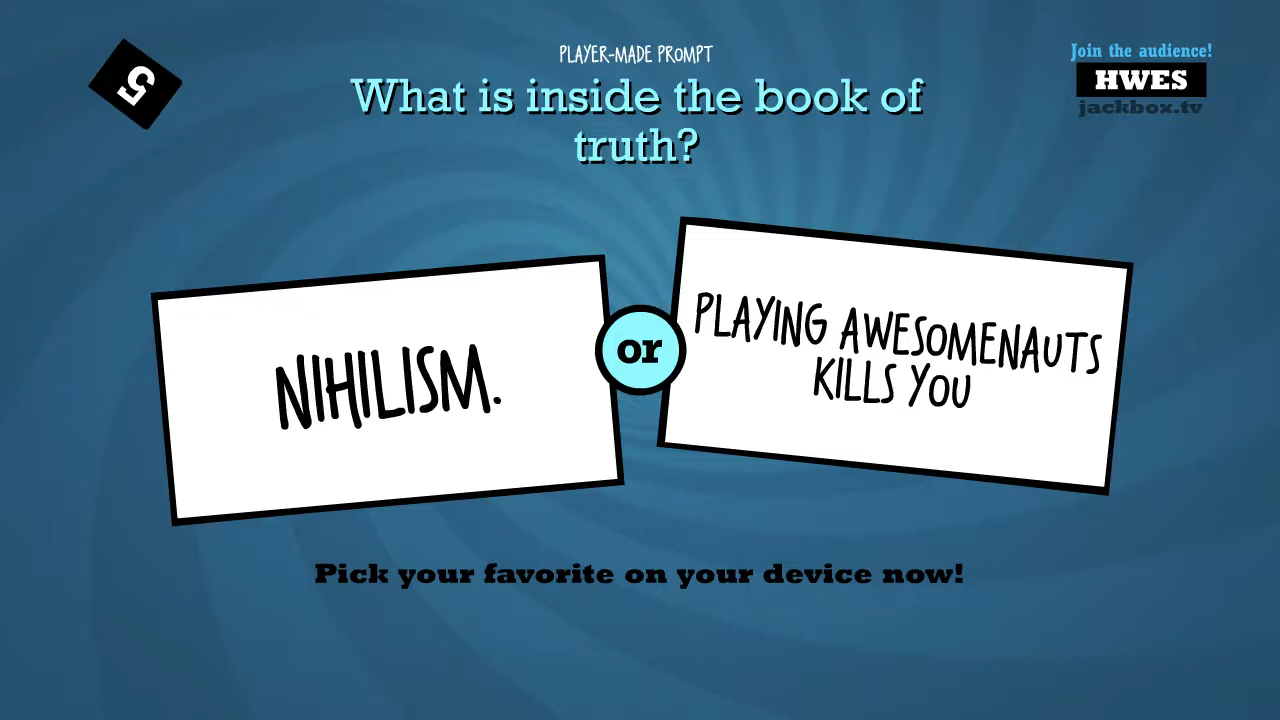 PLAYER-MADE PROMPT
What is inside the book of
truth?
5
Join the audience!
HWES
jackbox.tv
NIHILISM.
or
PLAYING AWESOMENAUTS
KILLS YOU
Pick your favorite on your device now!